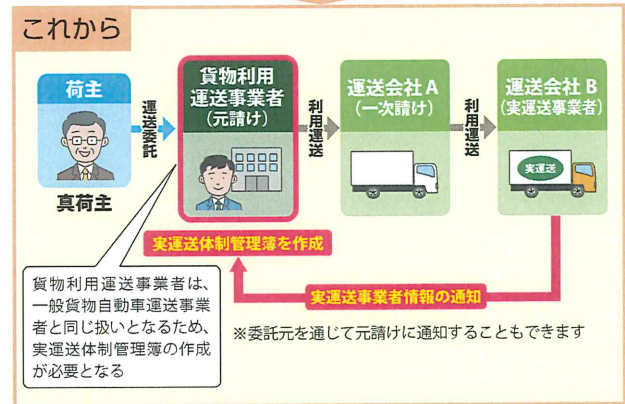 これから
荷主
真荷主
運送委託
貨物利用
運送事業者
(元請け)
利用運送
運送会社A
(一次請け)
利用運送
運送会社B
(実運送事業者)
実運送
実運送体制管理簿を作成
実運送事業者情報の通知
※委託元を通じて元請けに通知することもできます
貨物利用運送事業者は、
一般貨物自動車運送事業
者と同じ扱いとなるため、
実運送体制管理簿の作成
が必要となる